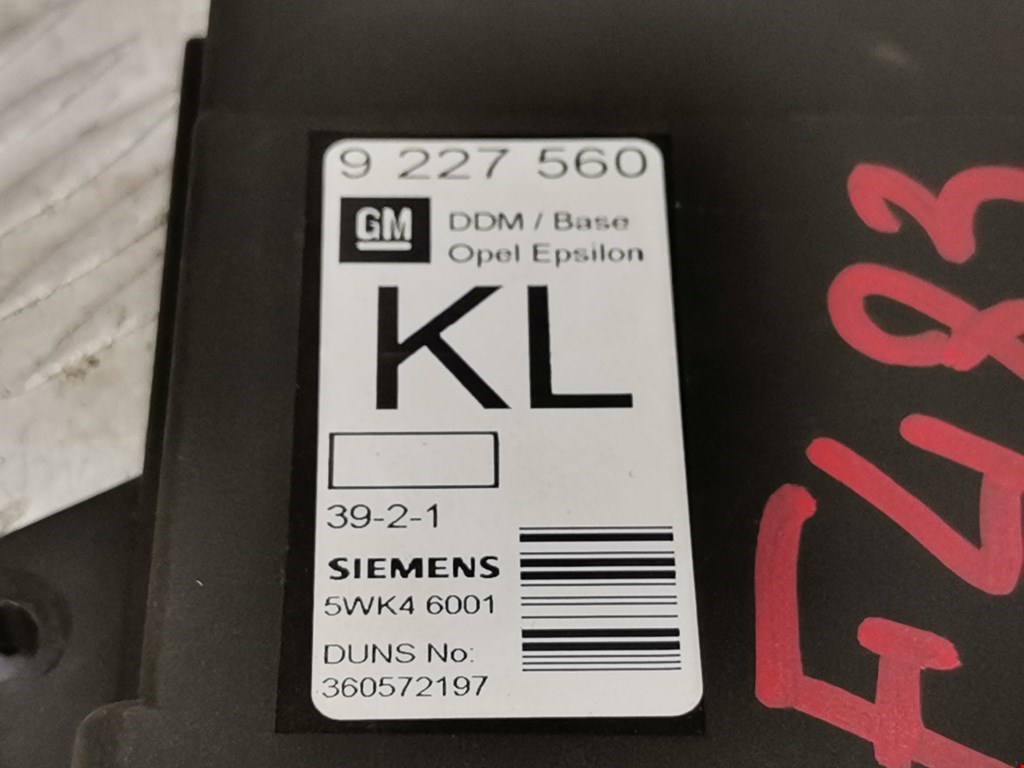 9 227 560
GM
DDM / Base
Opel Epsilon
KL
39-2-1
SIEMENS
5WK4 6001
DUNS No:
360572197